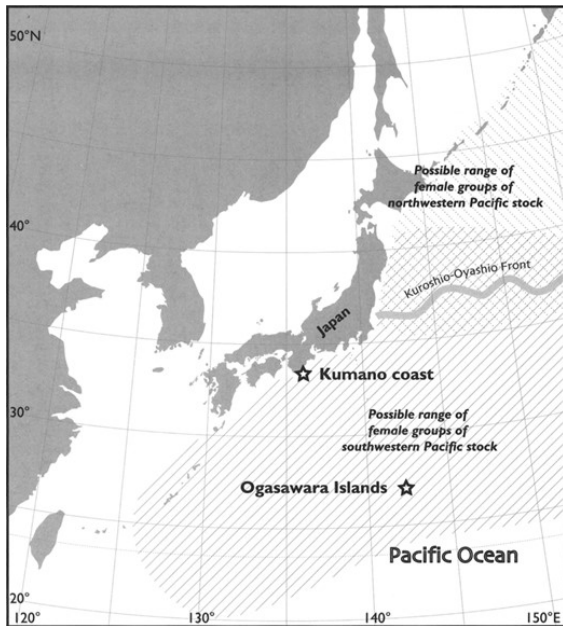 50°N
Possible range of
female groups of
northwestern Pacific stock
40°
Kuroshio-Oyashio Front
Japan
Kumano coast
30°
Possible range of
female groups of
southwestern Pacific stock
Ogasawara Islands
Pacific Ocean
20°
120°
130°
140°
150°E